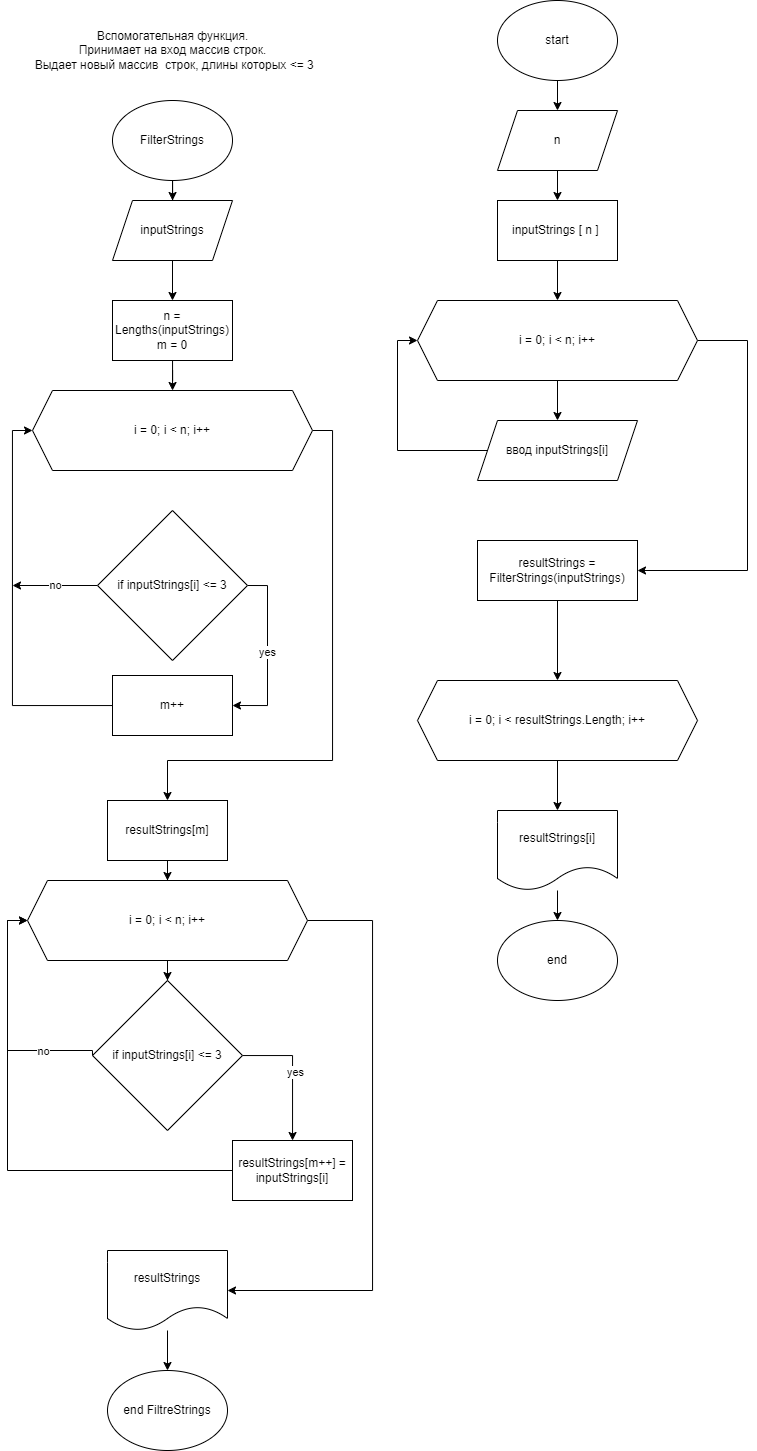 Вспомогательная функция.
Принимает на вход массив строк.
Выдает новый массив строк, длины которых <= 3
FilterStrings
inputStrings
n =
Lengths(inputStrings)
m = 0
i = 0; i < n; i++
if inputStrings[i] <= 3
no
yes
m++
resultStrings[m]
i = 0; i < n; i++
if inputStrings[i] <= 3
no
yes
resultStrings[m++] =
inputStrings[i]
resultStrings
end FiltreStrings
start
n
inputStrings [ n ]
i = 0; i < n; i++
ввод inputStrings[i]
resultStrings =
FilterStrings(inputStrings)
i = 0; i < resultStrings.Length; i++
resultStrings[i]
end